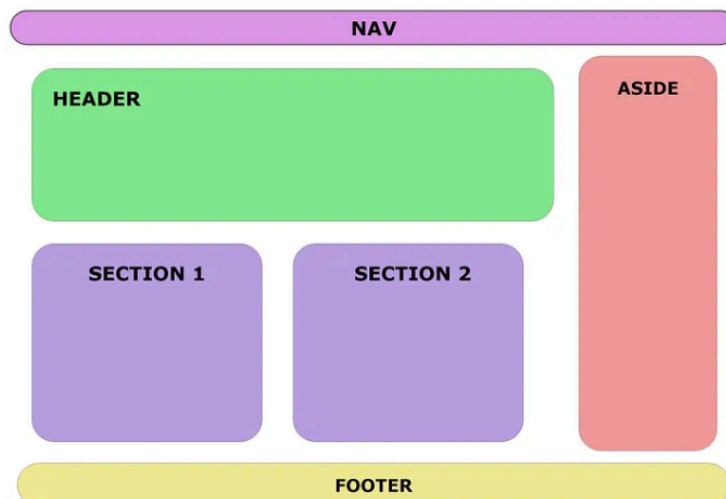 NAV
HEADER
ASIDE
SECTION 1
SECTION 2
FOOTER